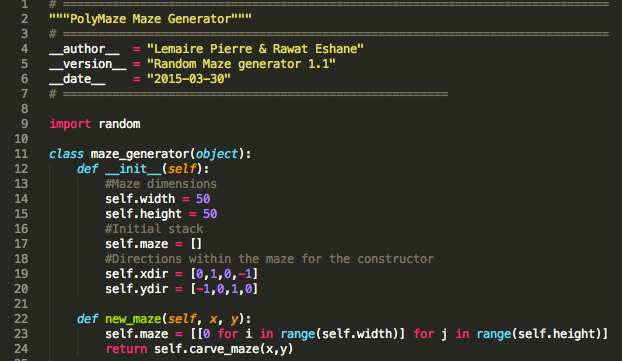 1 # ==============================================================================
2 """PolyMaze Maze Generator"""
3 # ==============================================================================
4 __author__ = "Lemaire Pierre & Rawat Eshane"
5 __version__ = "Random Maze generator 1.1"
6 __date__ = "2015-03-30"
7 # =======================================================
8
9 import random
10
11 class maze_generator(object):
12 def __init__(self):
13 #Maze dimensions
14 self.width = 50
15 self.height = 50
16 #Initial stack
17 self.maze = []
18 #Directions within the maze for the constructor
19 self.xdir = [0,1,0,-1]
20 self.ydir = [-1,0,1,0]
21
22 def new_maze(self, x, y):
23 self.maze = [[0 for i in range(self.width)] for j in range(self.height)]
24 return self.carve_maze(x,y)